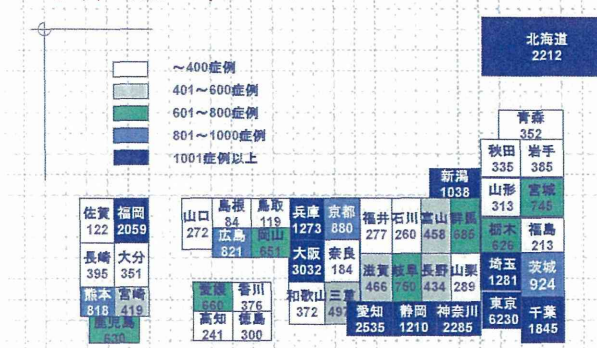 北海道
2212
～400症例
401～600症例
601～800症例
801～1000症例
1001症例以上
青森
352
秋田
335
岩手
385
新潟
1038
山形
313
宮城
745
佐賀
122
福岡
2059
山口
272
島根
84
鳥取
119
兵庫
1273
京都
880
福井
277
石川
260
富山
458
群馬
685
栃木
626
福島
213
広島
821
岡山
651
長崎
395
大分
351
大阪
3032
奈良
184
滋賀
466
岐阜
750
長野
434
山梨
289
埼玉
1281
茨城
924
熊本
818
宮崎
419
愛媛
660
香川
376
和歌山
372
三重
497
愛知
2535
静岡
1210
神奈川
2285
東京
6230
千葉
1845
鹿児島
630
高知
241
徳島
300